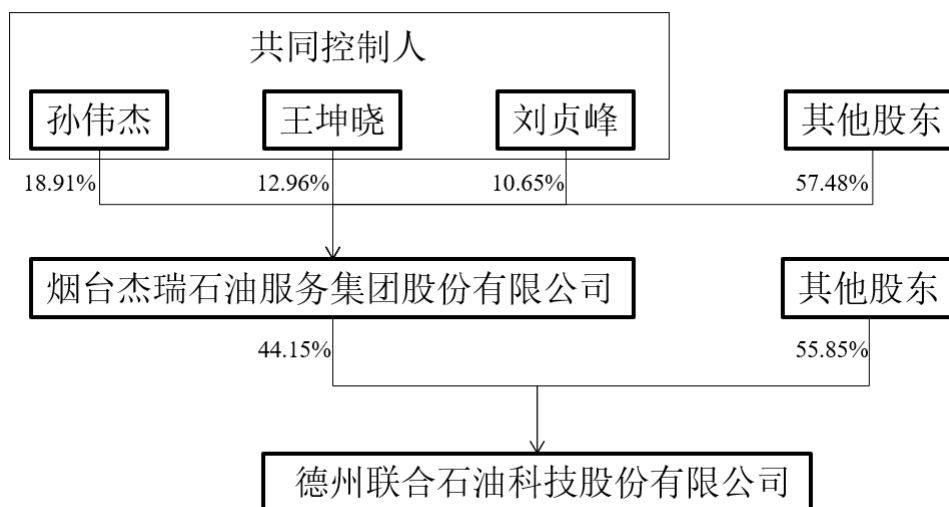 共同控制人
孙伟杰 王坤晓 刘贞峰 其他股东
18.91% 12.96% 10.65% 57.48%
烟台杰瑞石油服务集团股份有限公司 其他股东
44.15% 55.85%
德州联合石油科技股份有限公司